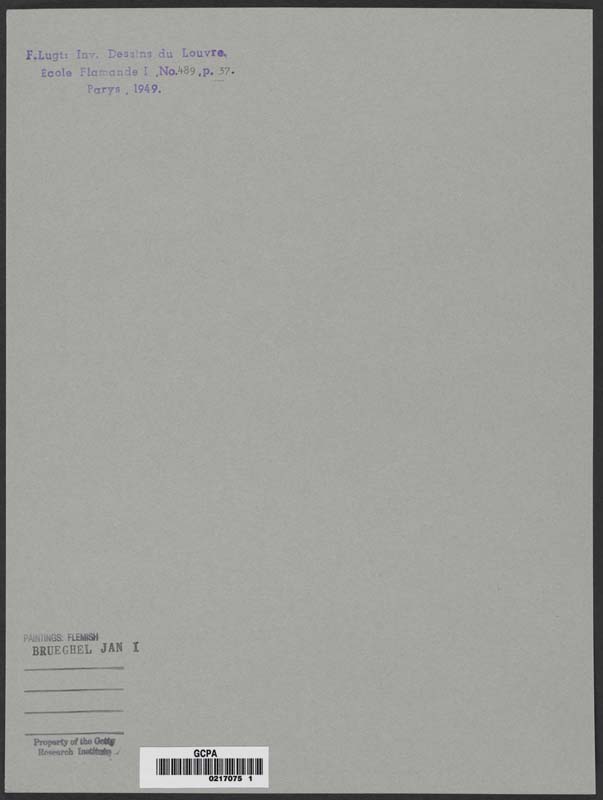 F.Lugt: Inv. Dessins du Louvre,
Ecole Flamande I ,No.489,p. 37.
Parys , 1949.
PAINTINGS: FLEMISH
BRUEGHEL JAN I
Property of the Getty
Research Institute
GCPA
0217075 1